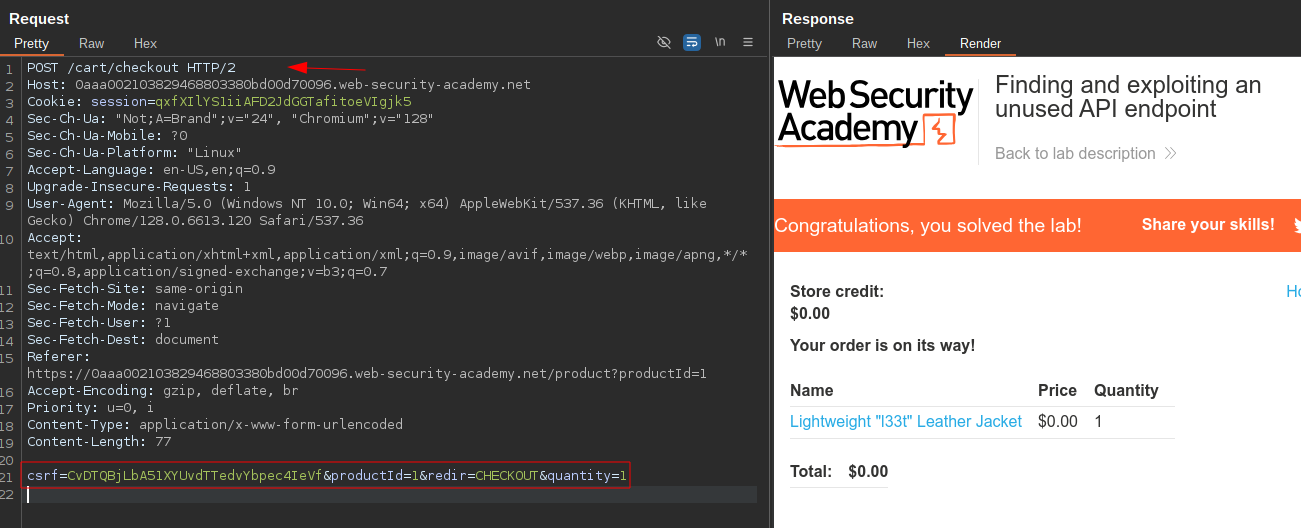 Request
Pretty Raw Hex
\n
1 POST /cart/checkout HTTP/2
2 Host: 0aaa002103829468803380bd00d70096.web-security-academy.net
3 Cookie: session=qxfXIlYS1iiAFD2JdGGTafitoeVIgjk5
4 Sec-Ch-Ua: "Not;A=Brand";v="24", "Chromium";v="128"
5 Sec-Ch-Ua-Mobile: ?0
6 Sec-Ch-Ua-Platform: "Linux"
7 Accept-Language: en-US,en;q=0.9
8 Upgrade-Insecure-Requests: 1
9 User-Agent: Mozilla/5.0 (Windows NT 10.0; Win64; x64) AppleWebKit/537.36 (KHTML, like
Gecko) Chrome/128.0.6613.120 Safari/537.36
10 Accept:
text/html,application/xhtml+xml,application/xml;q=0.9,image/avif,image/webp,image/apng,*/*
;q=0.8,application/signed-exchange;v=b3;q=0.7
11 Sec-Fetch-Site: same-origin
12 Sec-Fetch-Mode: navigate
13 Sec-Fetch-User: ?1
14 Sec-Fetch-Dest: document
15 Referer:
https://0aaa002103829468803380bd00d70096.web-security-academy.net/product?productId=1
16 Accept-Encoding: gzip, deflate, br
17 Priority: u=0, i
18 Content-Type: application/x-www-form-urlencoded
19 Content-Length: 77
20
21 csrf=CvDTQBjLbA51XYUvdTTedvYbpec4IeVf&productId=1&redir=CHECKOUT&quantity=1
22
Response
Pretty Raw Hex Render
Web Security
Academy
Finding and exploiting an
unused API endpoint
Back to lab description
Congratulations, you solved the lab!
Share your skills!
Store credit:
$0.00
Ho
Your order is on its way!
Name Price Quantity
Lightweight "l33t" Leather Jacket $0.00 1
Total: $0.00